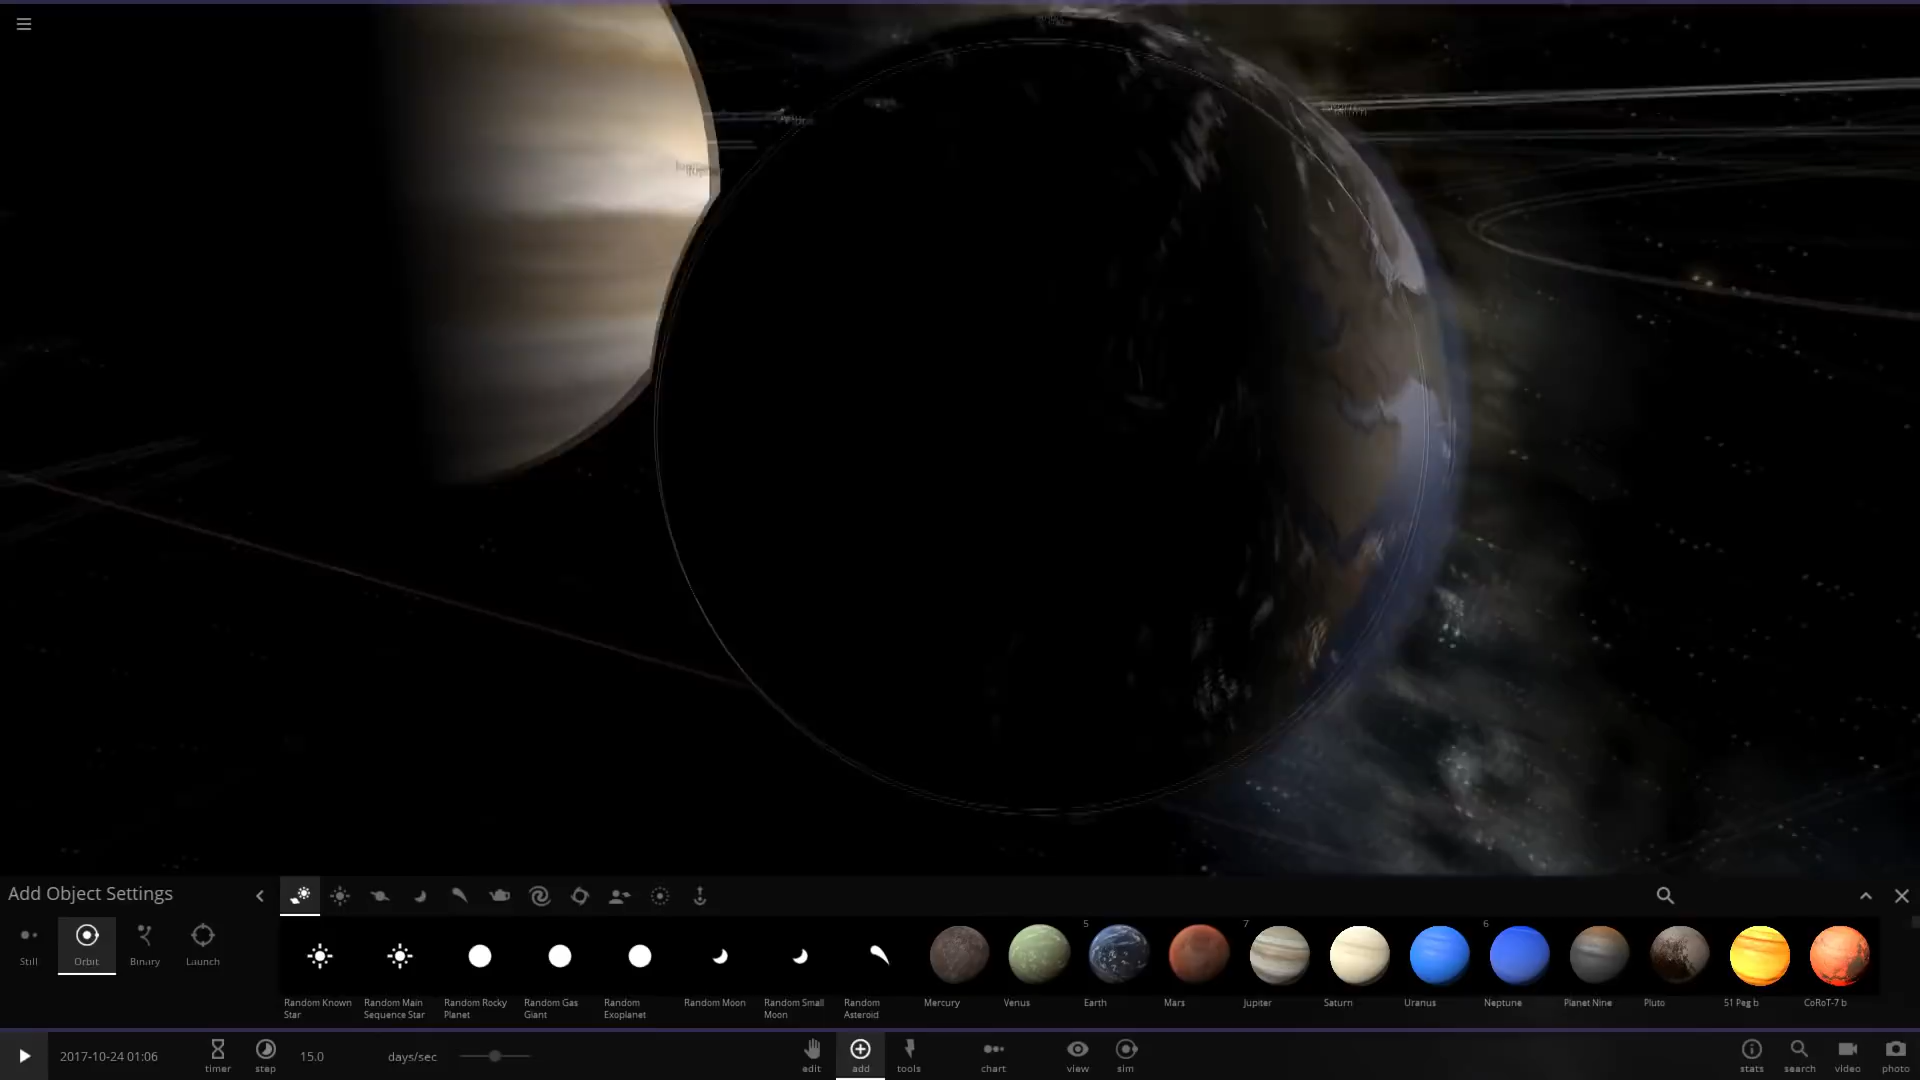 Add Object Settings
Still
Orbit
Binary
Launch
5
7
6
Random Known
Star
Random Main
Sequence Star
Random Rocky
Planet
Random Gas
Giant
Random
Exoplanet
Random Moon
Random Small
Moon
Random
Asteroid
Mercury
Venus
Earth
Mars
Jupiter
Saturn
Uranus
Neptune
Planet Nine
Pluto
51 Peg b
CoRoT-7 b
2017-10-24 01:06
timer
step
15.0
days/sec
edit
add
tools
chart
view
sim
stats
search
video
photo